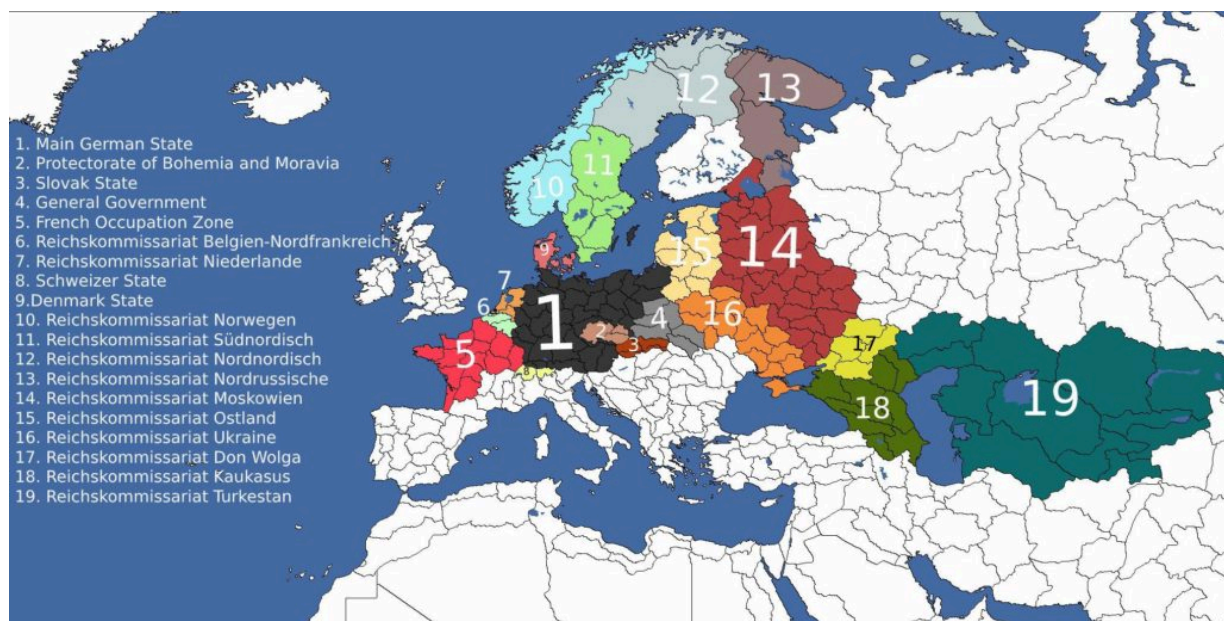 1. Main German State
2. Protectorate of Bohemia and Moravia
3. Slovak State
4. General Government
5. French Occupation Zone
6. Reichskommissariat Belgien-Nordfrankreich
7. Reichskommissariat Niederlande
8. Schweizer State
9.Denmark State
10. Reichskommissariat Norwegen
11. Reichskommissariat Südnordisch
12. Reichskommissariat Nordnordisch
13. Reichskommissariat Nordrussische
14. Reichskommissariat Moskowien
15. Reichskommissariat Ostland
16. Reichskommissariat Ukraine
17. Reichskommissariat Don Wolga
18. Reichskommissariat Kaukasus
19. Reichskommissariat Turkestan
12
13
11
10
14
15
9
7
6
1
4
16
2
3
5
8
17
18
19